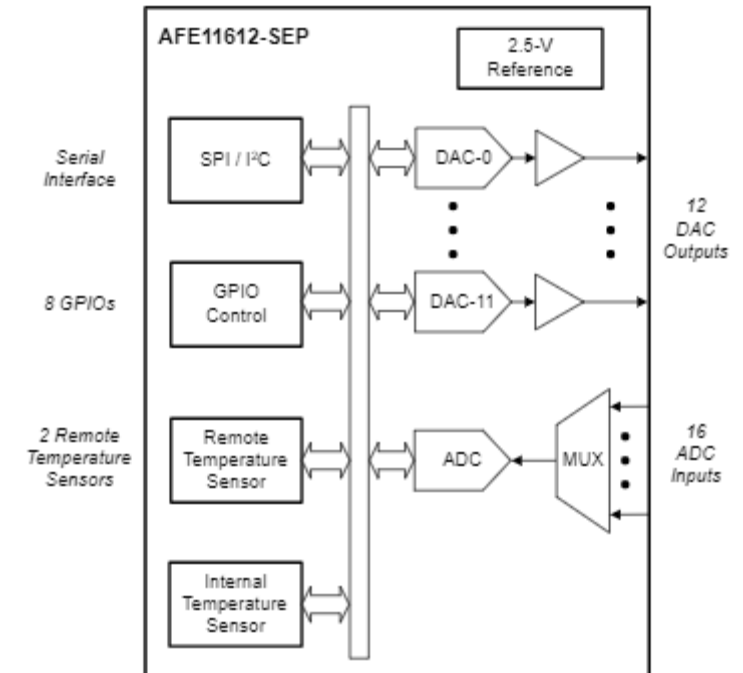 AFE11612-SEP
2.5-V
Reference
Serial
Interface
SPI / I²C
DAC-0
12
DAC
Outputs
8 GPIOs
GPIO
Control
DAC-11
2 Remote
Temperature
Sensors
Remote
Temperature
Sensor
ADC
MUX
16
ADC
Inputs
Internal
Temperature
Sensor